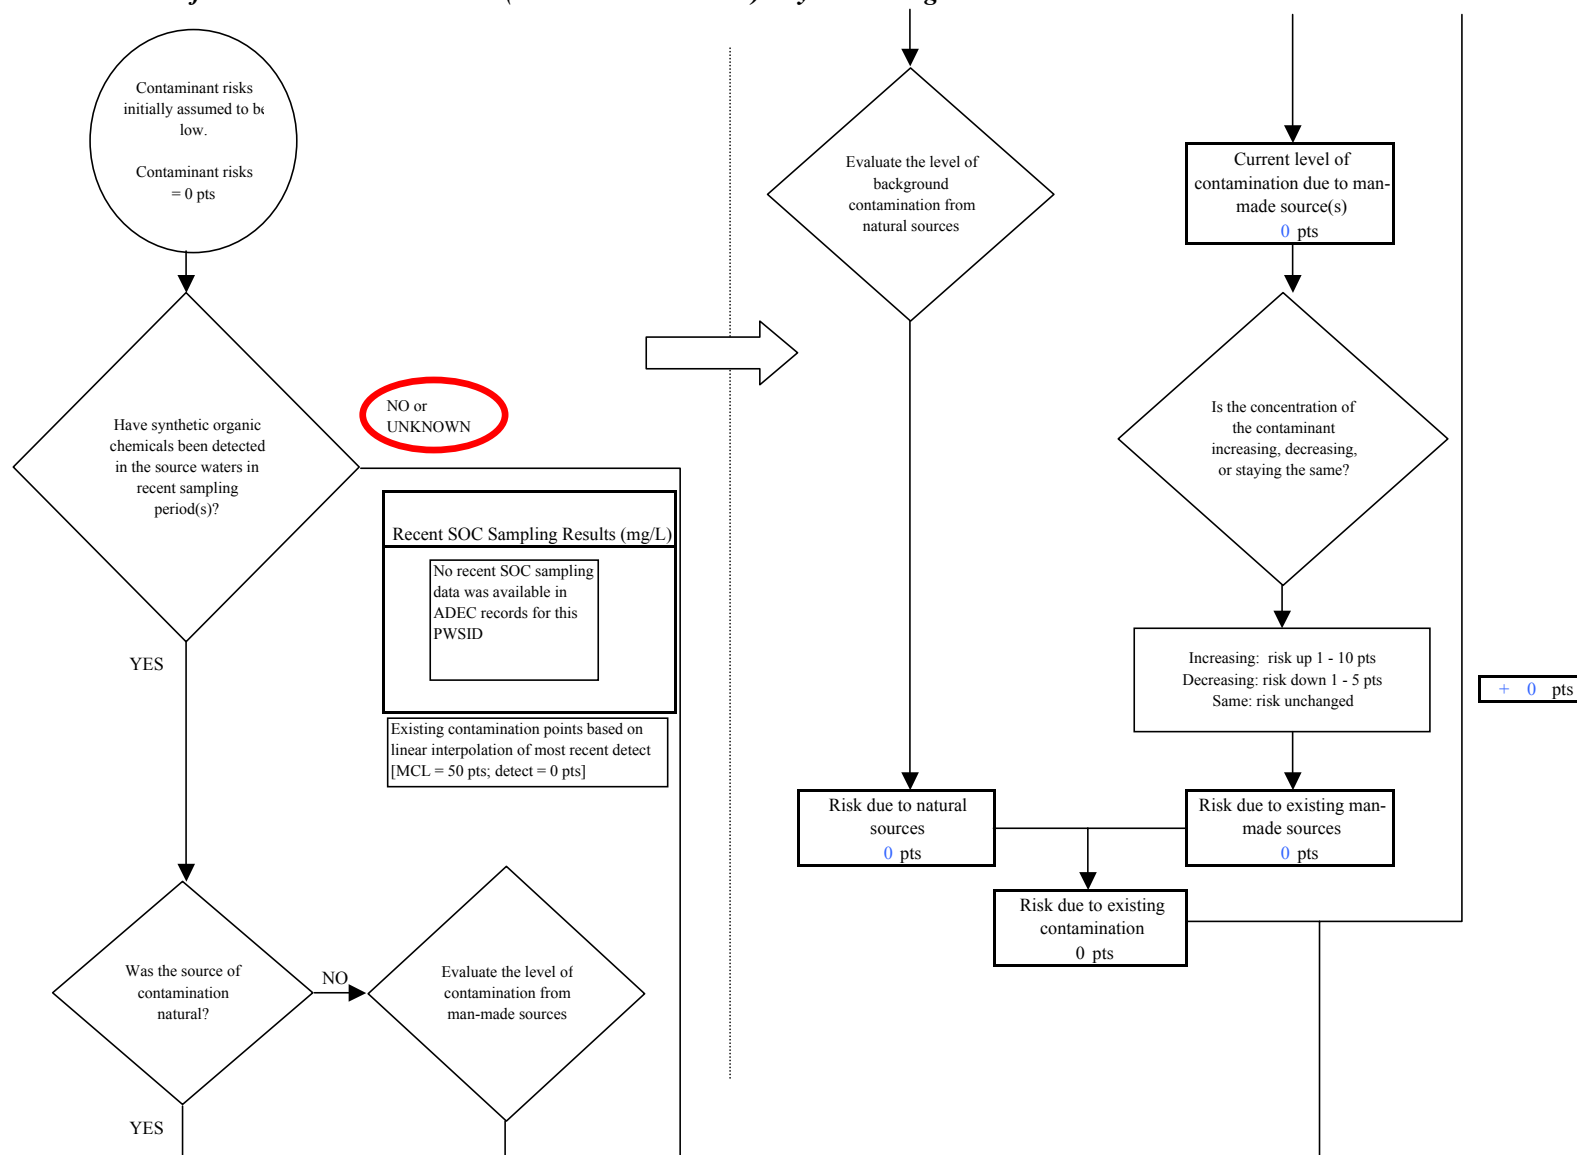 Contaminant risks
initially assumed to be
low.
Contaminant risks
= 0 pts
Have synthetic organic
chemicals been detected
in the source waters in
recent sampling
period(s)?
NO or
UNKNOWN
Recent SOC Sampling Results (mg/L)
No recent SOC sampling
data was available in
ADEC records for this
PWSID
YES
Existing contamination points based on
linear interpolation of most recent detect
[MCL = 50 pts; detect = 0 pts]
Was the source of
contamination
natural?
NO
Evaluate the level of
contamination from
man-made sources
YES
Evaluate the level of
background
contamination from
natural sources
Current level of
contamination due to man-
made source(s)
0 pts
Is the concentration of
the contaminant
increasing, decreasing,
or staying the same?
Increasing: risk up 1 - 10 pts
Decreasing: risk down 1 - 5 pts
Same: risk unchanged
+ 0 pts
Risk due to natural
sources
0 pts
Risk due to existing man-
made sources
0 pts
Risk due to existing
contamination
0 pts